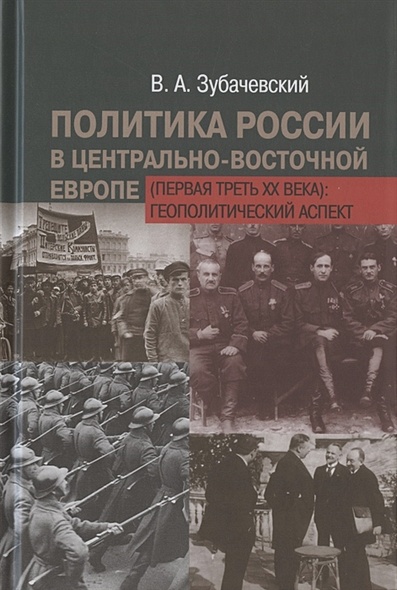 В. А. Зубачевский
ПОЛИТИКА РОССИИ
В ЦЕНТРАЛЬНО-ВОСТОЧНОЙ
ЕВРОПЕ
(ПЕРВАЯ ТРЕТЬ XX ВЕКА):
ГЕОПОЛИТИЧЕСКИЙ АСПЕКТ